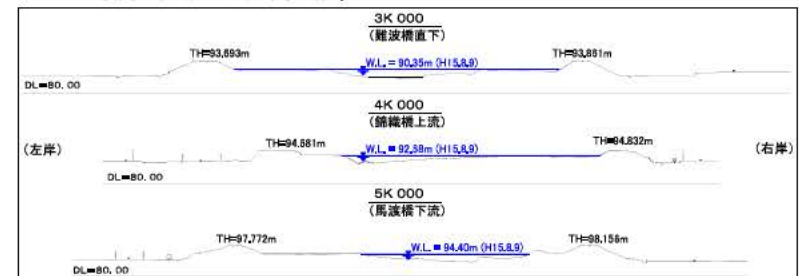 3K 000
(難波橋直下)
TH=93.693m
TH=93.861m
W.L. = 90.35m (H15.8.9)
DL=80.00
4K 000
(錦織橋上流)
(左岸)
(右岸)
TH=94.681m
TH=94.832m
W.L. = 92.58m (H15.8.9)
DL=80.00
5K 000
(馬渡橋下流)
TH=97.772m
TH=98.156m
W.L. = 94.40m (H15.8.9)
DL=80.00